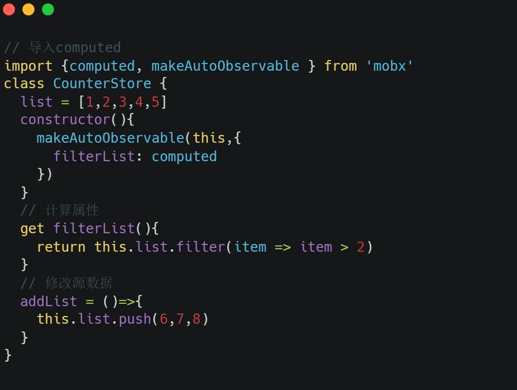 // 导入computed
import {computed, makeAutoObservable } from 'mobx'
class CounterStore {
  list = [1,2,3,4,5]
  constructor(){
    makeAutoObservable(this,{
      filterList: computed
    })
  }
  // 计算属性
  get filterList(){
    return this.list.filter(item => item > 2)
  }
  // 修改源数据
  addList = ()=>{
    this.list.push(6,7,8)
  }
}